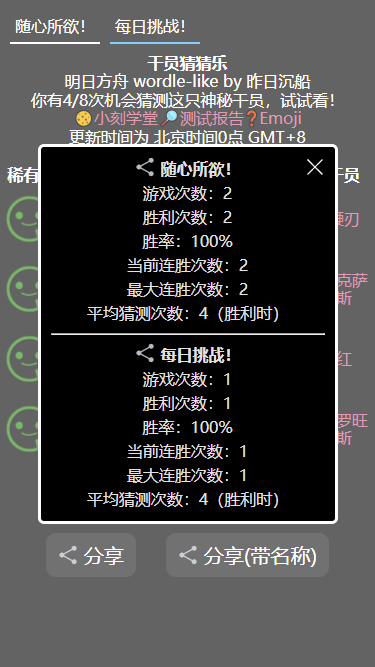 随心所欲！ 每日挑战！
干员猜猜乐
明日方舟 wordle-like by 昨日沉船
你有4/8次机会猜测这只神秘干员，试试看！
🍪小刻学堂🔎测试报告❓Emoji
更新时间为 北京时间0点 GMT+8
稀有 干员
随心所欲！
游戏次数：2
胜利次数：2
胜率：100%
当前连胜次数：2
最大连胜次数：2
平均猜测次数：4（胜利时）
每日挑战！
游戏次数：1
胜利次数：1
胜率：100%
当前连胜次数：1
最大连胜次数：1
平均猜测次数：4（胜利时）
刃
克萨
斯
红
罗旺
斯
分享 分享(带名称)